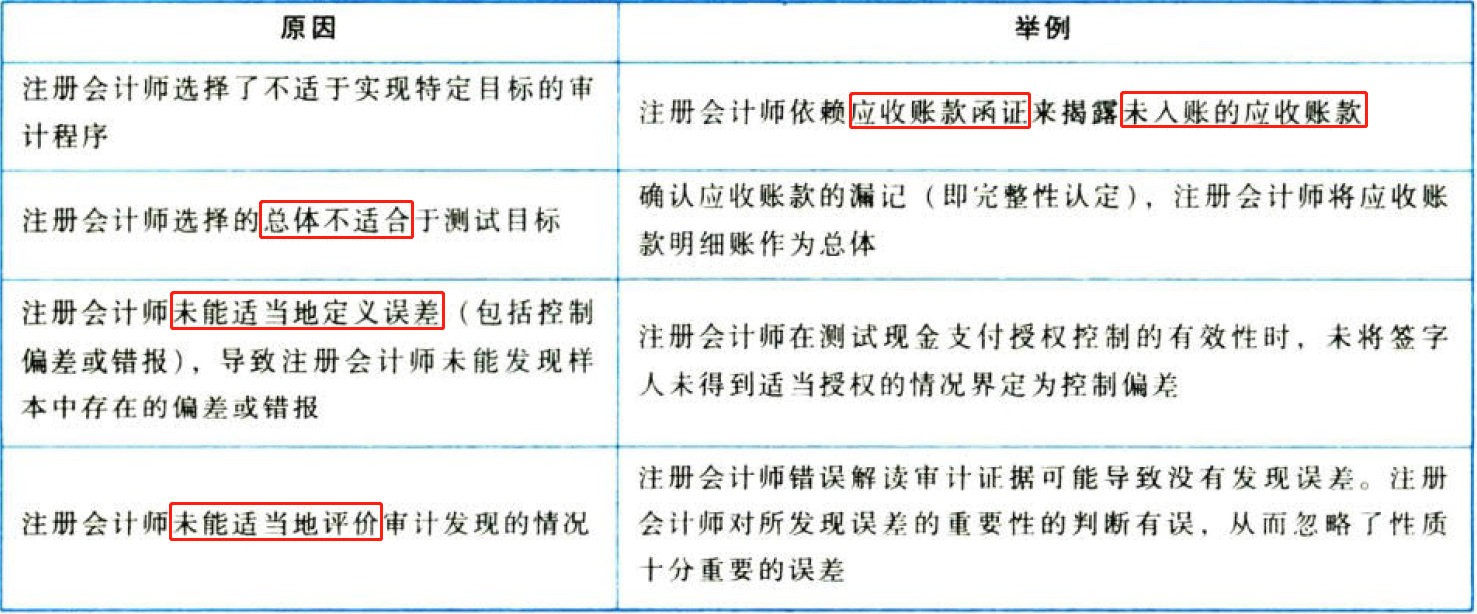 原因
举例
注册会计师选择了不适于实现特定目标的审
计程序
注册会计师依赖应收账款函证来揭露未入账的应收账款
注册会计师选择的总体不适合于测试目标
确认应收账款的漏记（即完整性认定），注册会计师将应收账
款明细账作为总体
注册会计师未能适当地定义误差（包括控制
偏差或错报），导致注册会计师未能发现样
本中存在的偏差或错报
注册会计师在测试现金支付授权控制的有效性时，未将签字
人未得到适当授权的情况界定为控制偏差
注册会计师未能适当地评价审计发现的情况
注册会计师错误解读审计证据可能导致没有发现误差。注册
会计师对所发现误差的重要性的判断有误，从而忽略了性质
十分重要的误差